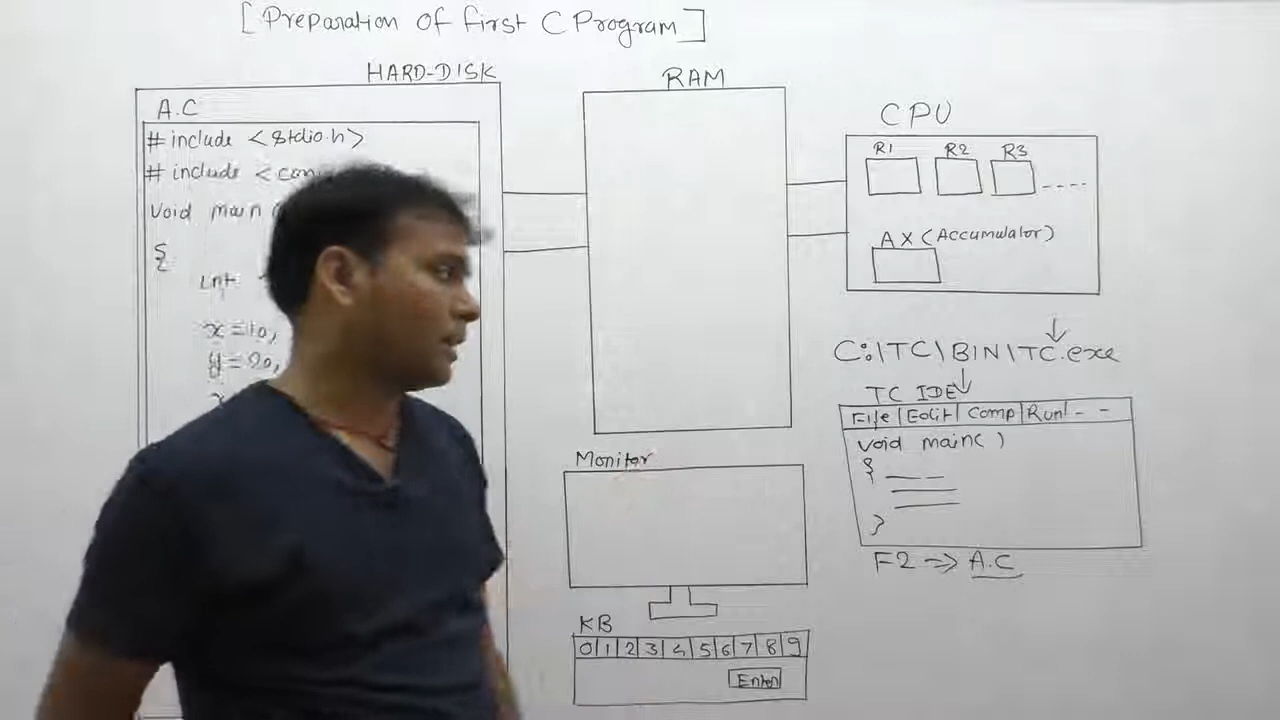 [Preparation of First C Program]
HARD-DISK
A.C
# include <stdio.h>
# include <
void main
{
int
x=10,
RAM
CPU
R1 R2 R3 ----
AX (Accumulator)
C:\TC\BIN\TC.exe
TC IDE
File | Edit | Comp | Run | - -
void main( )
{
}
F2 => A.C
Monitor
KB
0 1 2 3 4 5 6 7 8 9
Enter